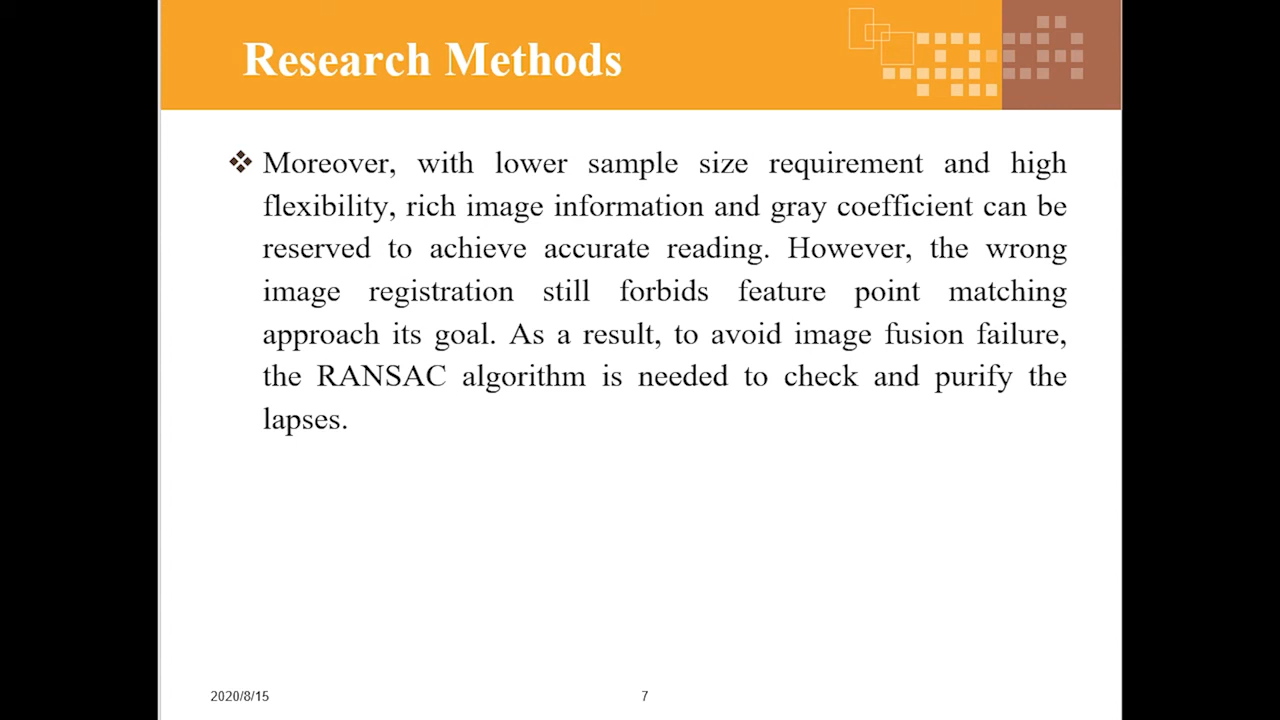 Research Methods
Moreover, with lower sample size requirement and high
flexibility, rich image information and gray coefficient can be
reserved to achieve accurate reading. However, the wrong
image registration still forbids feature point matching
approach its goal. As a result, to avoid image fusion failure,
the RANSAC algorithm is needed to check and purify the
lapses.
2020/8/15
7